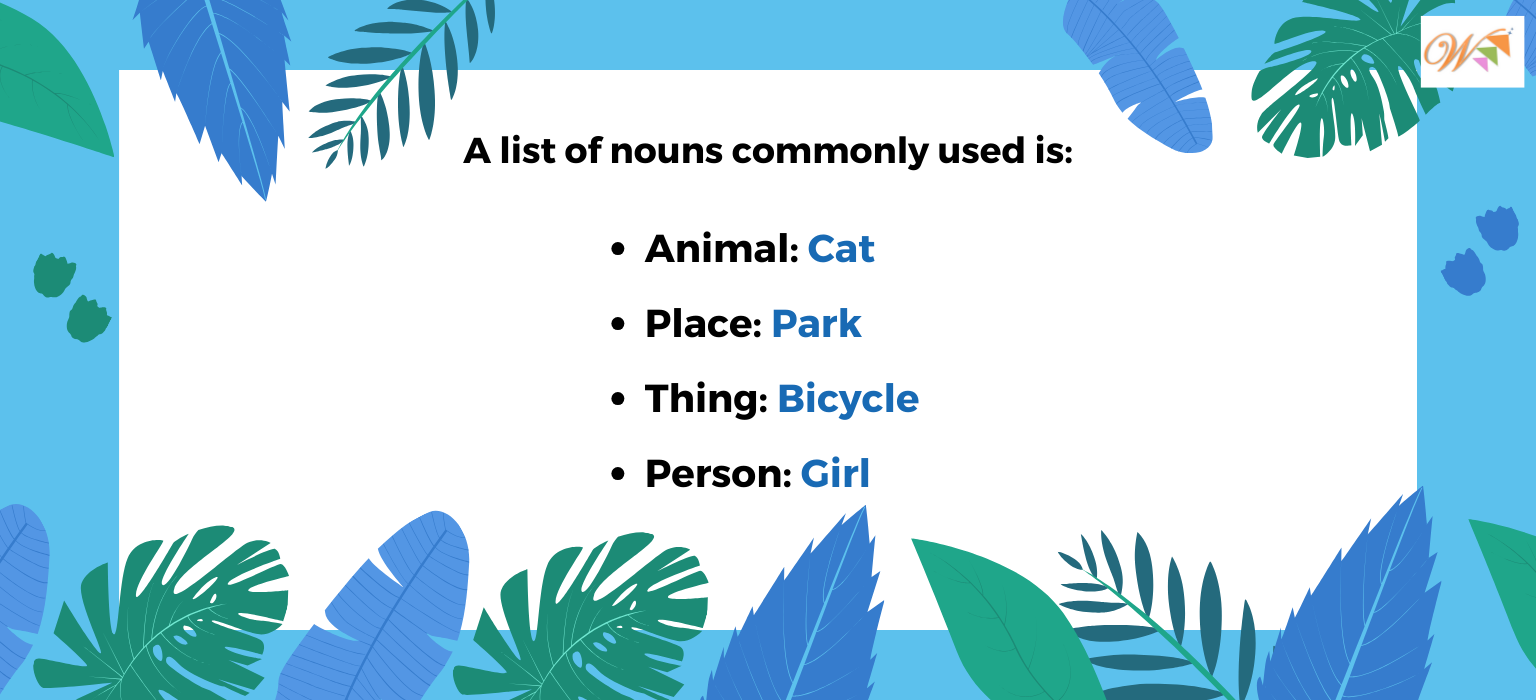 W
A list of nouns commonly used is:
• Animal: Cat
• Place: Park
• Thing: Bicycle
• Person: Girl